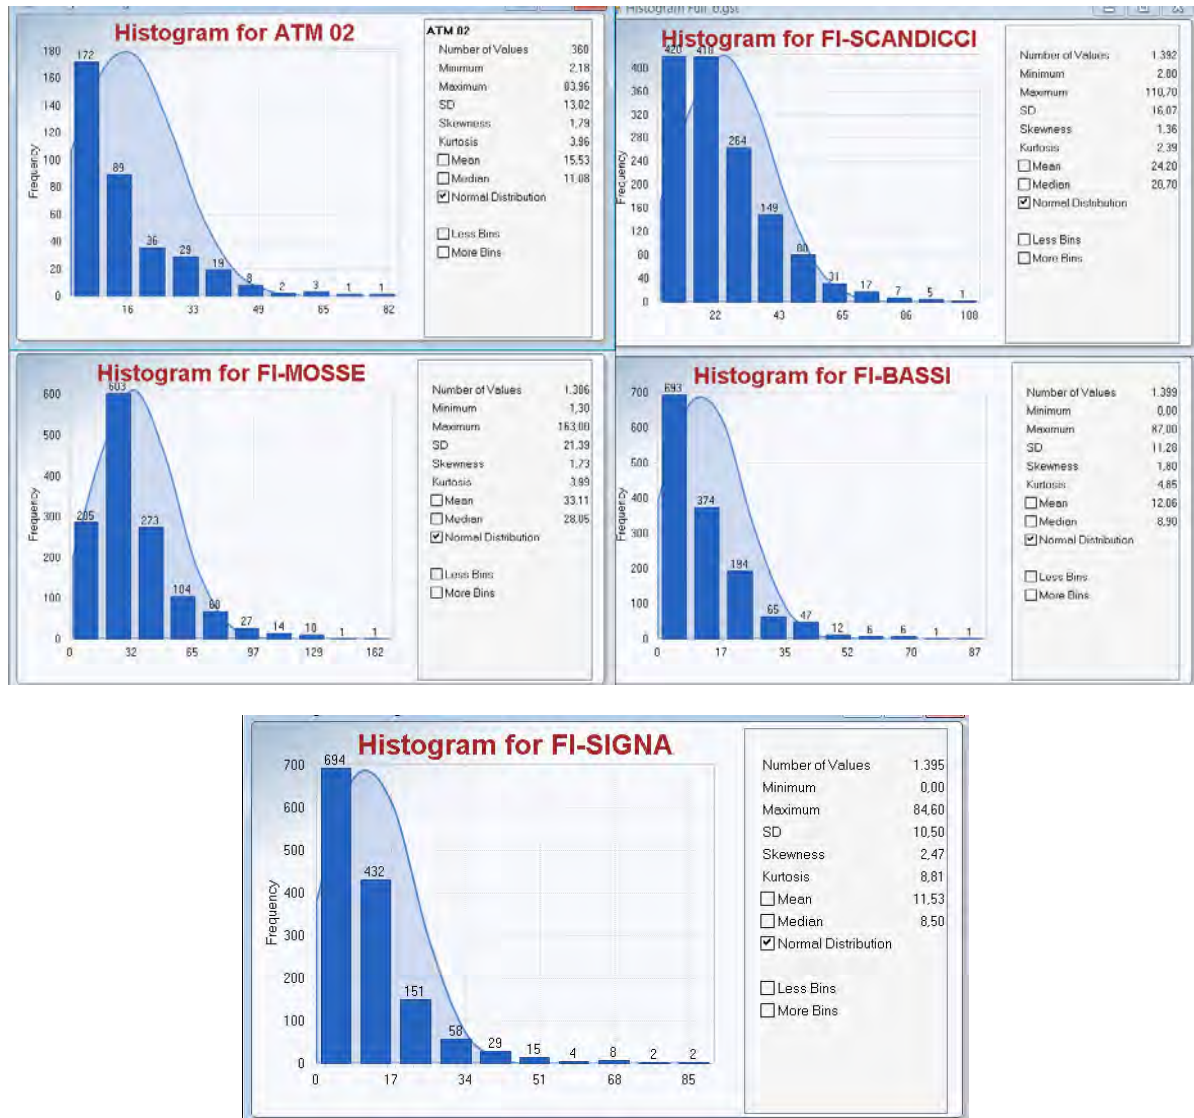 Histogram for ATM 02
ATM 02
Number of Values 360
Minimum 2,18
Maximum 83,96
SD 13,02
Skewness 1,79
Kurtosis 3,96
Mean 15,53
Median 11,08
Normal Distribution
Less Bins
More Bins
Frequency
180
160
140
120
100
80
60
40
20
0
172
89
36
29
19
8
2
3
1
1
16 33 49 65 82
Histogram for FI-SCANDICCI
Number of Values 1.392
Minimum 2,00
Maximum 110,70
SD 16,07
Skewness 1,36
Kurtosis 2,39
Mean 24,20
Median 20,70
Normal Distribution
Less Bins
More Bins
Frequency
400
360
320
280
240
200
160
120
80
40
0
420
418
264
149
80
31
17
7
5
1
22 43 65 86 108
Histogram for FI-MOSSE
Number of Values 1.386
Minimum 1,30
Maximum 163,00
SD 21,39
Skewness 1,73
Kurtosis 3,99
Mean 33,11
Median 28,05
Normal Distribution
Less Bins
More Bins
Frequency
600
500
400
300
200
100
0
285
603
273
104
68
27
14
10
1
1
0 32 65 97 129 162
Histogram for FI-BASSI
Number of Values 1.399
Minimum 0,00
Maximum 87,00
SD 11,28
Skewness 1,80
Kurtosis 4,85
Mean 12,06
Median 8,90
Normal Distribution
Less Bins
More Bins
Frequency
700
600
500
400
300
200
100
0
693
374
194
65
47
12
6
6
1
1
0 17 35 52 70 87
Histogram for FI-SIGNA
Number of Values 1.395
Minimum 0,00
Maximum 84,60
SD 10,50
Skewness 2,47
Kurtosis 8,81
Mean 11,53
Median 8,50
Normal Distribution
Less Bins
More Bins
Frequency
700
600
500
400
300
200
100
0
694
432
151
58
29
15
4
8
2
2
0 17 34 51 68 85